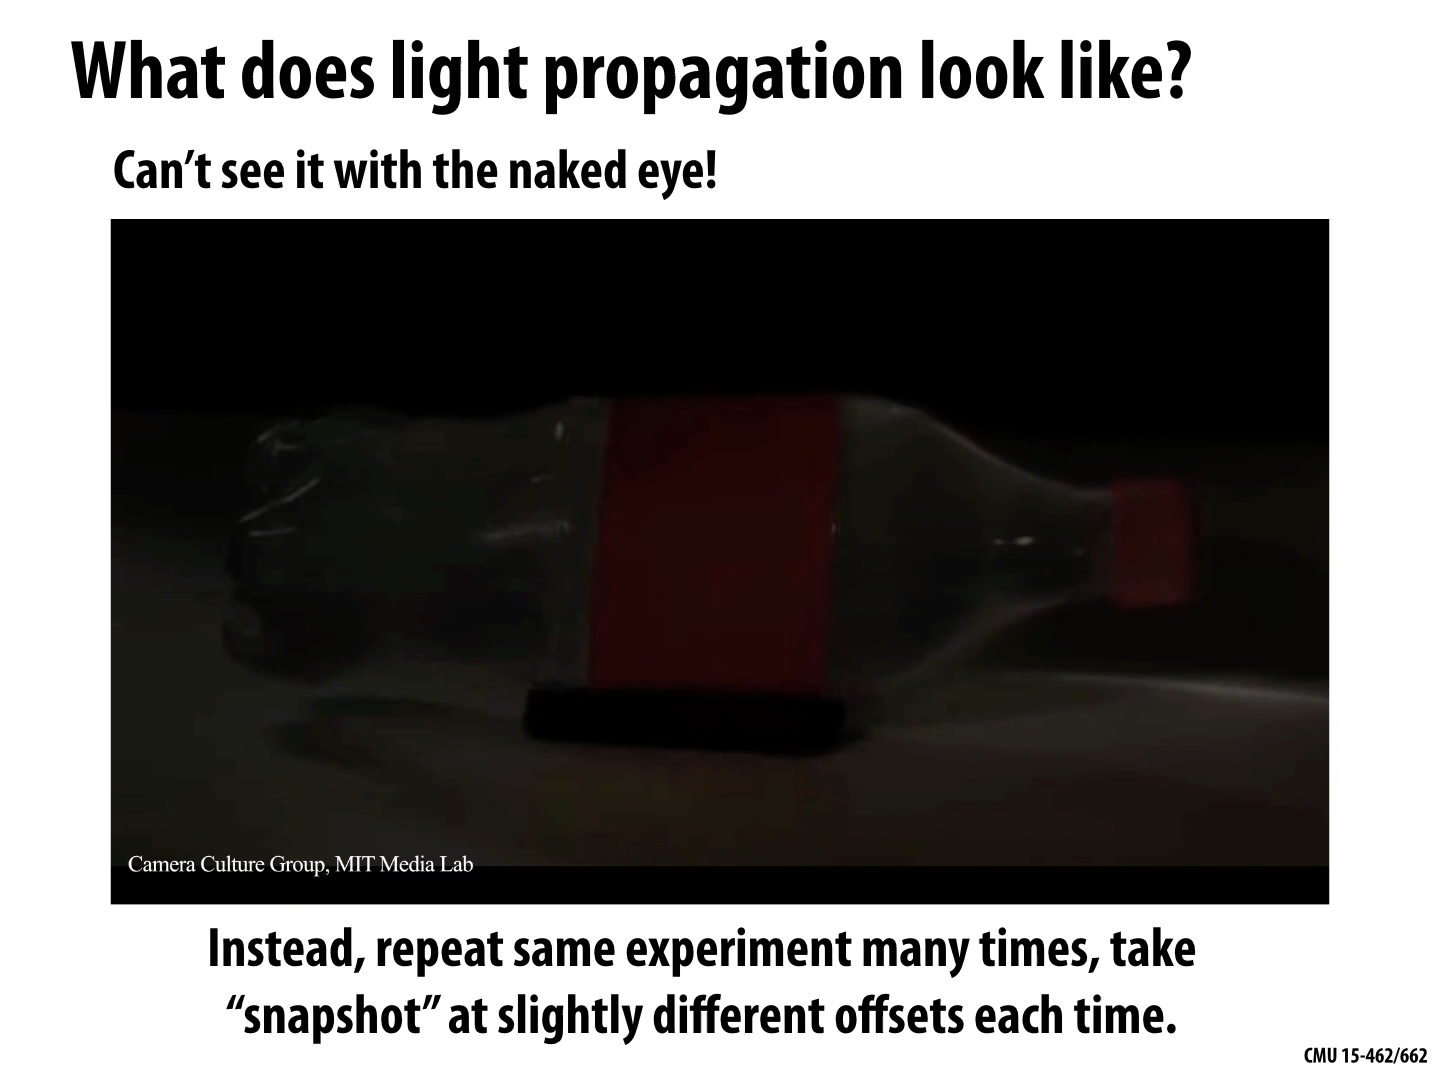 What does light propagation look like?
Can’t see it with the naked eye!
Camera Culture Group, MIT Media Lab
Instead, repeat same experiment many times, take
“snapshot” at slightly different offsets each time.
CMU 15-462/662